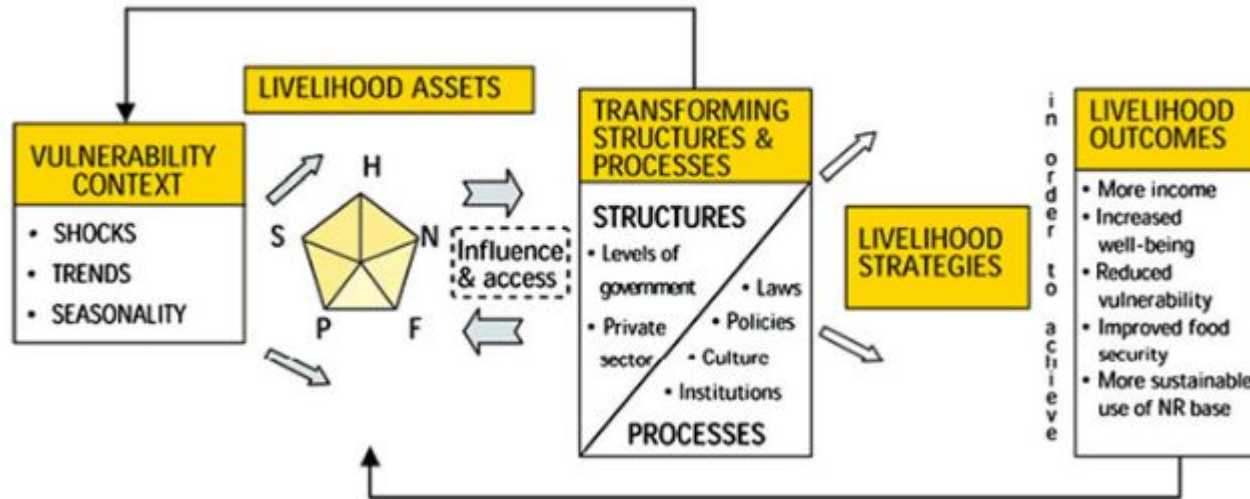 LIVELIHOOD ASSETS
VULNERABILITY
CONTEXT
• SHOCKS
• TRENDS
• SEASONALITY
H
S
N
P
F
Influence
& access
TRANSFORMING
STRUCTURES &
PROCESSES
STRUCTURES
• Levels of
government
• Private
sector
• Laws
• Policies
• Culture
• Institutions
PROCESSES
LIVELIHOOD
STRATEGIES
in order to achieve
LIVELIHOOD
OUTCOMES
• More income
• Increased
well-being
• Reduced
vulnerability
• Improved food
security
• More sustainable
use of NR base